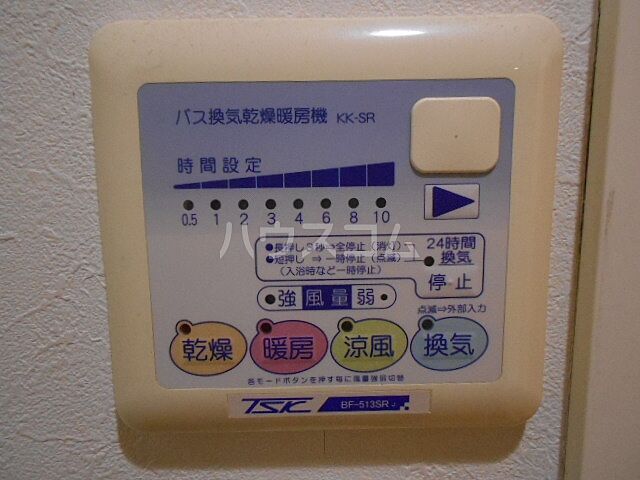 バス換気乾燥暖房機 KK-SR
時間設定
0.5 1 2 3 4 6 8 10
ハウスコム
●長押し3秒⇒全停止(消灯)
●短押し ⇒一時停止(点滅)
(入浴時など一時停止)
24時間
換気
停止
強 風量 弱
点滅⇒外部入力
乾燥 暖房 涼風 換気
各モードボタンを押す毎に風量強弱切替
TSK BF-513SRJ